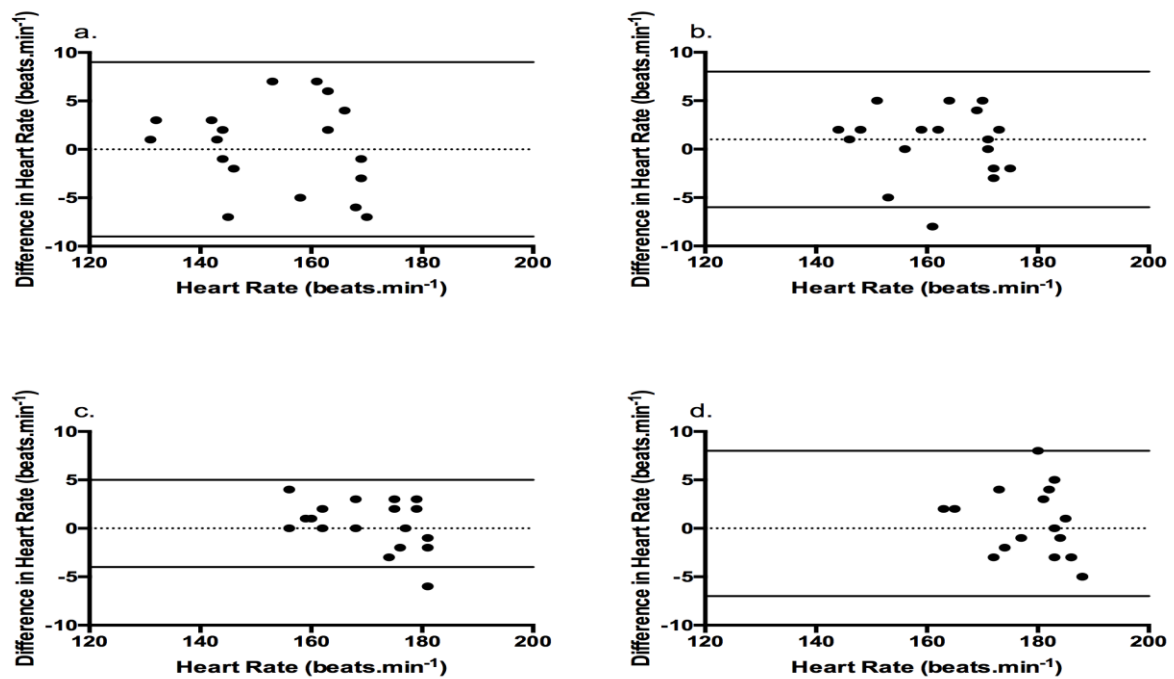 a.
Difference in Heart Rate (beats.min-1)
10
5
0
-5
-10
120 140 160 180 200
Heart Rate (beats.min-1)
b.
Difference in Heart Rate (beats.min-1)
10
5
0
-5
-10
120 140 160 180 200
Heart Rate (beats.min-1)
c.
Difference in Heart Rate (beats.min-1)
10
5
0
-5
-10
120 140 160 180 200
Heart Rate (beats.min-1)
d.
Difference in Heart Rate (beats.min-1)
10
5
0
-5
-10
120 140 160 180 200
Heart Rate (beats.min-1)